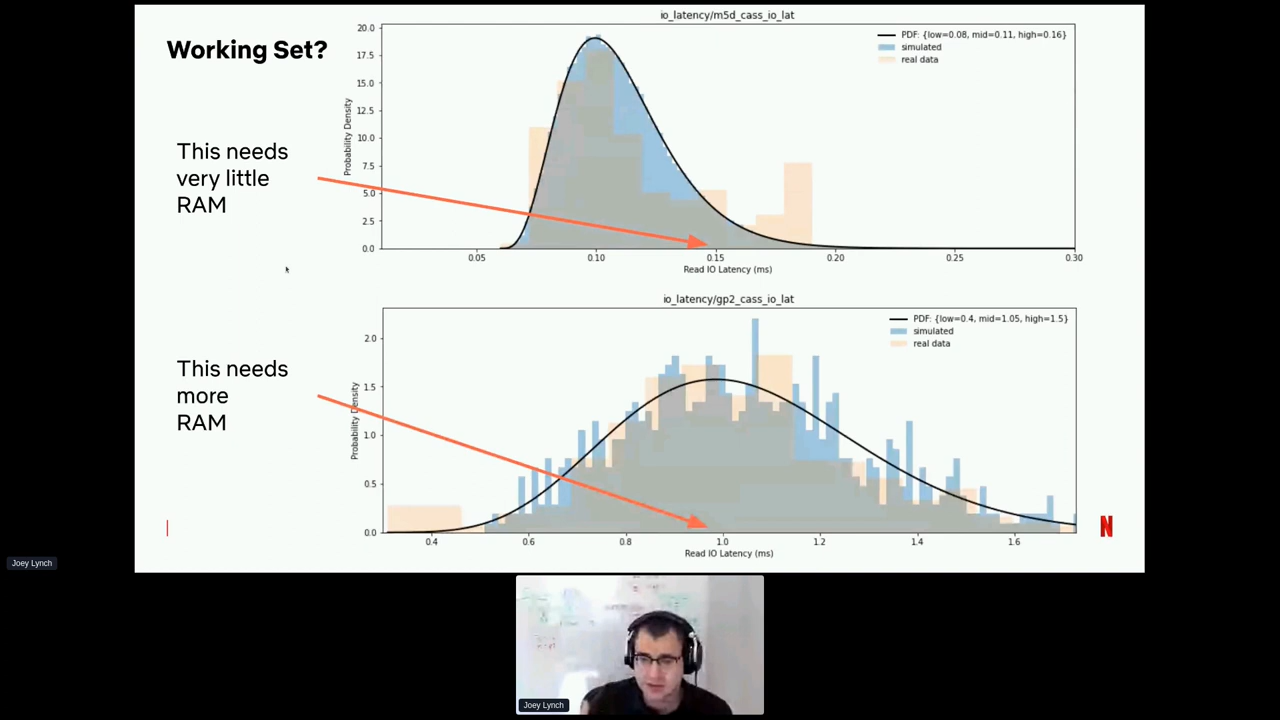 Working Set?
This needs
very little
RAM
io_latency/m5d_cass_io_lat
PDF: {low=0.08, mid=0.11, high=0.16}
simulated
real data
Probability Density
20.0
17.5
15.0
12.5
10.0
7.5
5.0
2.5
0.0
0.05
0.10
0.15
0.20
0.25
0.30
Read IO Latency (ms)
This needs
more
RAM
io_latency/gp2_cass_io_lat
PDF: {low=0.4, mid=1.05, high=1.5}
simulated
real data
Probability Density
2.0
1.5
1.0
0.5
0.0
0.4
0.6
0.8
1.0
1.2
1.4
1.6
Read IO Latency (ms)
N
Joey Lynch
Joey Lynch